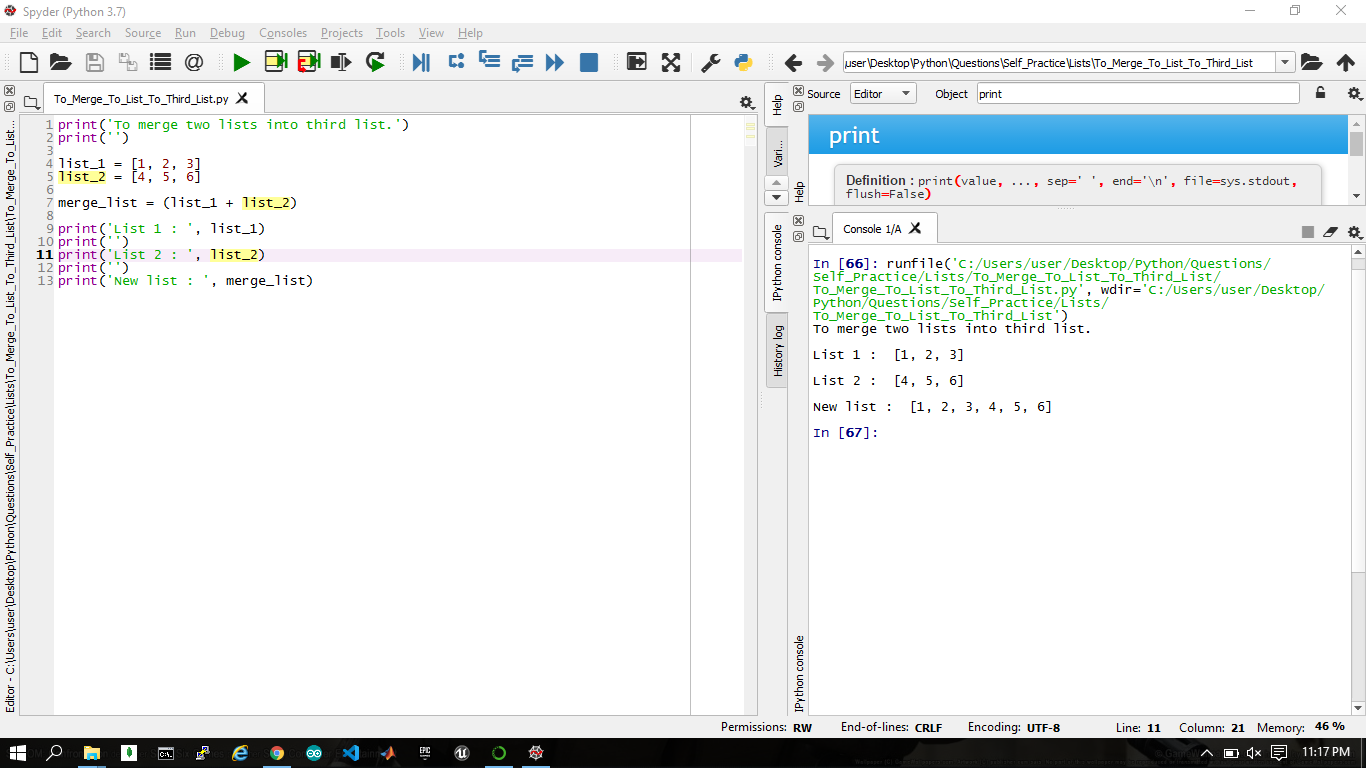 Spyder (Python 3.7)
File Edit Search Source Run Debug Consoles Projects Tools View Help
user\Desktop\Python\Questions\Self_Practice\Lists\To_Merge_To_List_To_Third_List
To_Merge_To_List_To_Third_List.py
Editor - C:\Users\user\Desktop\Python\Questions\Self_Practice\Lists\To_Merge_To_List_To_Third_List\To_Merge_To_List...
1 print('To merge two lists into third list.')
2 print('')
3
4 list_1 = [1, 2, 3]
5 list_2 = [4, 5, 6]
6
7 merge_list = (list_1 + list_2)
8
9 print('List 1 : ', list_1)
10 print('')
11 print('List 2 : ', list_2)
12 print('')
13 print('New list : ', merge_list)
Help
Vari...
Help
Source Editor Object print
print
Definition : print(value, ..., sep=' ', end='\n', file=sys.stdout,
flush=False)
IPython console
History log
IPython console
Console 1/A
In [66]: runfile('C:/Users/user/Desktop/Python/Questions/
Self_Practice/Lists/To_Merge_To_List_To_Third_List/
To_Merge_To_List_To_Third_List.py', wdir='C:/Users/user/Desktop/
Python/Questions/Self_Practice/Lists/
To_Merge_To_List_To_Third_List')
To merge two lists into third list.
List 1 :  [1, 2, 3]
List 2 :  [4, 5, 6]
New list :  [1, 2, 3, 4, 5, 6]
In [67]:
Permissions: RW End-of-lines: CRLF Encoding: UTF-8 Line: 11 Column: 21 Memory: 46 %
11:17 PM